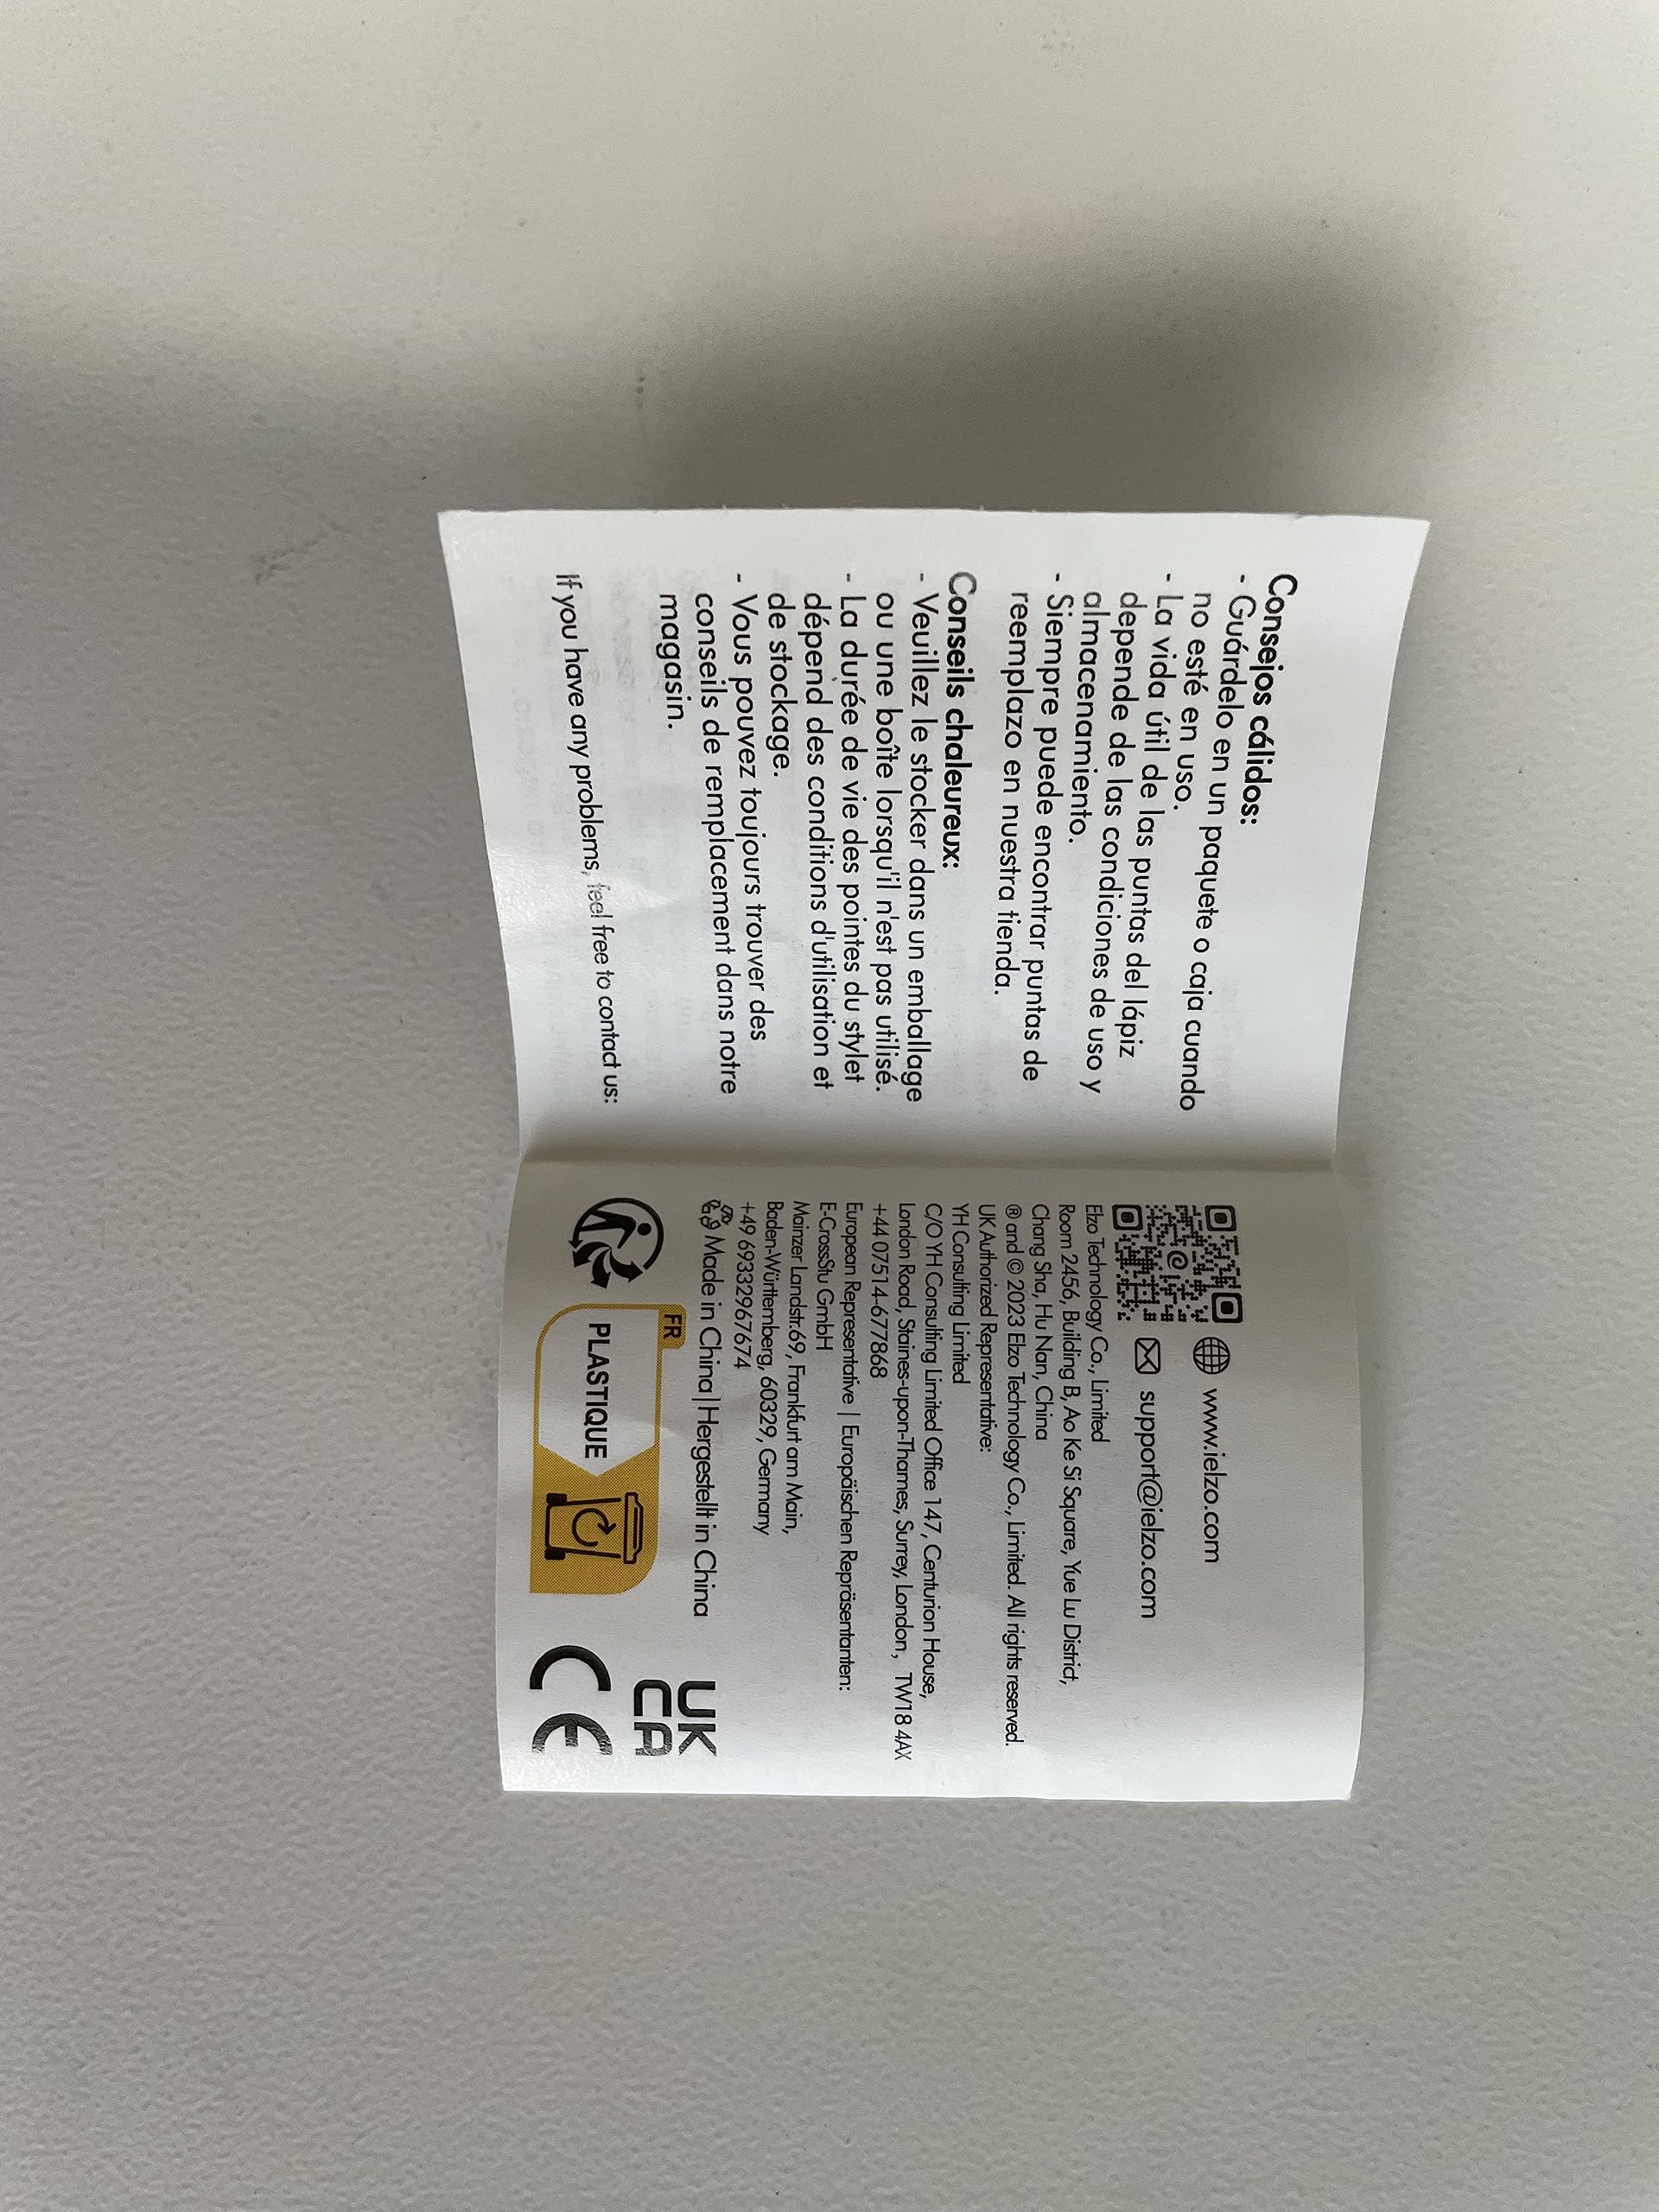 Consejos cálidos:
- Guárdelo en un paquete o caja cuando
no esté en uso.
- La vida útil de las puntas del lápiz
depende de las condiciones de uso y
almacenamiento.
- Siempre puede encontrar puntas de
reemplazo en nuestra tienda.
Conseils chaleureux:
- Veuillez le stocker dans un emballage
ou une boîte lorsqu'il n'est pas utilisé.
- La durée de vie des pointes du stylet
dépend des conditions d'utilisation et
de stockage.
- Vous pouvez toujours trouver des
conseils de remplacement dans notre
magasin.
If you have any problems, feel free to contact us:
www.ielzo.com
support@ielzo.com
Elzo Technology Co., Limited
Room 2456, Building B, Ao Ke Si Square, Yue Lu District,
Chang Sha, Hu Nan, China
® and © 2023 Elzo Technology Co., Limited. All rights reserved.
UK Authorized Representative:
YH Consulting Limited
C/O YH Consulting Limited Office 147, Centurion House,
London Road, Staines-upon-Thames, Surrey, London, TW18 4AX
+44 07514-677868
European Representative | Europäischen Repräsentanten:
E-CrossStu GmbH
Mainzer Landstr.69, Frankfurt am Main,
Baden-Württemberg, 60329, Germany
+49 69332967674
Made in China | Hergestellt in China
FR
PLASTIQUE
UK
CA
CE